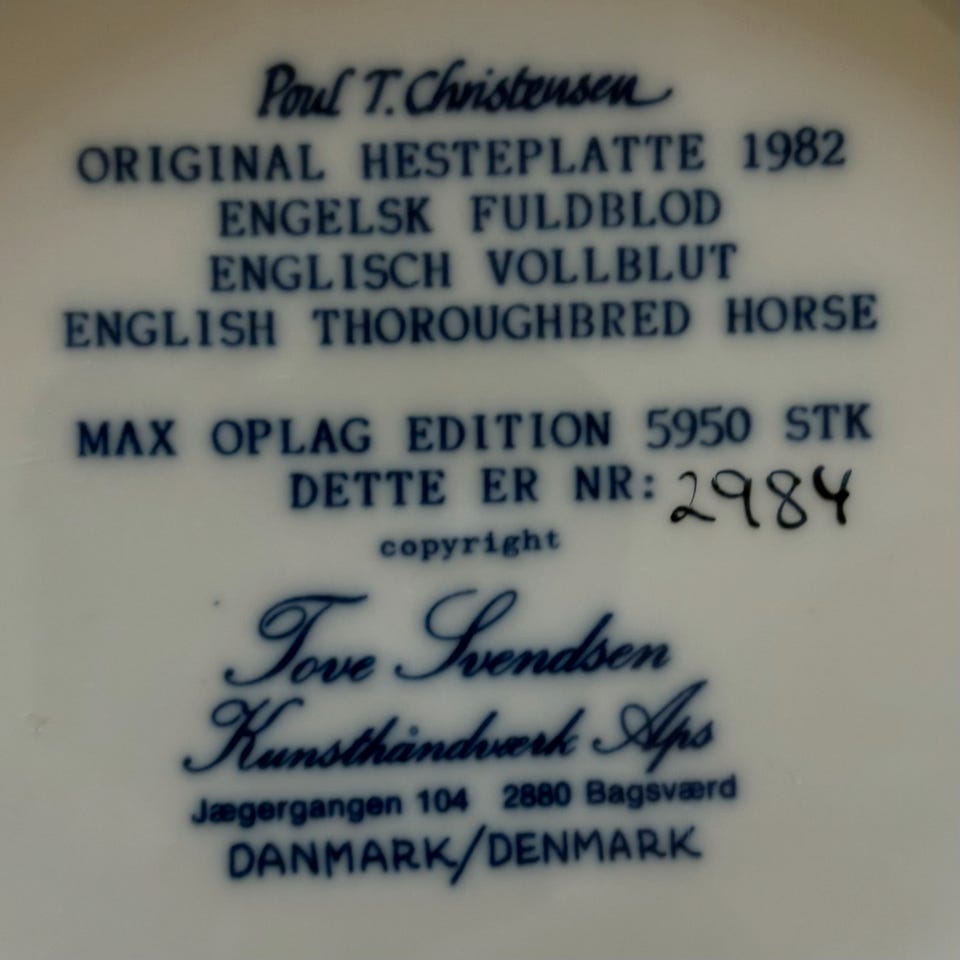 Poul T. Christensen
ORIGINAL HESTEPLATTE 1982
ENGELSK FULDBLOD
ENGLISCH VOLLBLUT
ENGLISH THOROUGHBRED HORSE
MAX OPLAG EDITION 5950 STK
DETTE ER NR: 2984
copyright
Tove Svendsen
Kunsthåndværk Aps
Jægergangen 104 2880 Bagsværd
DANMARK/DENMARK